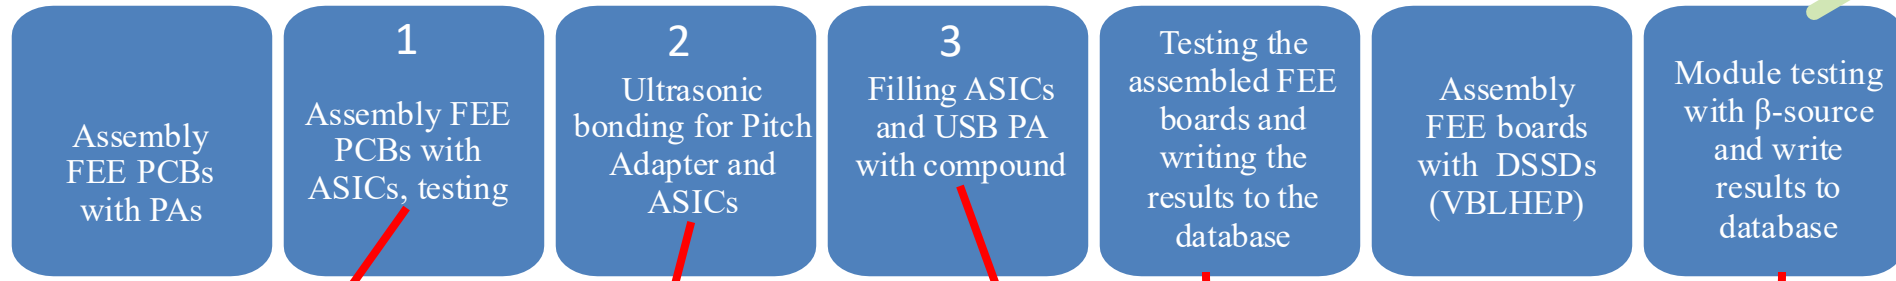 Assembly
FEE PCBs
with PAs
1
Assembly FEE
PCBs with
ASICs, testing
2
Ultrasonic
bonding for Pitch
Adapter and
ASICs
3
Filling ASICs
and USB PA
with compound
Testing the
assembled FEE
boards and
writing the
results to the
database
Assembly
FEE boards
with DSSDs
(VBLHEP)
Module testing
with β-source
and write
results to
database